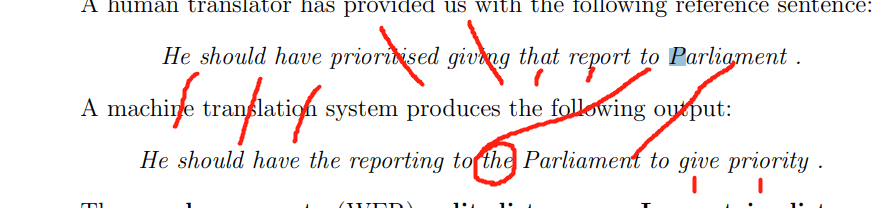 A human translator has provided us with the following reference sentence:
He should have prioritised giving that report to Parliament .
A machine translation system produces the following output:
He should have the reporting to the Parliament to give priority .
(WER)